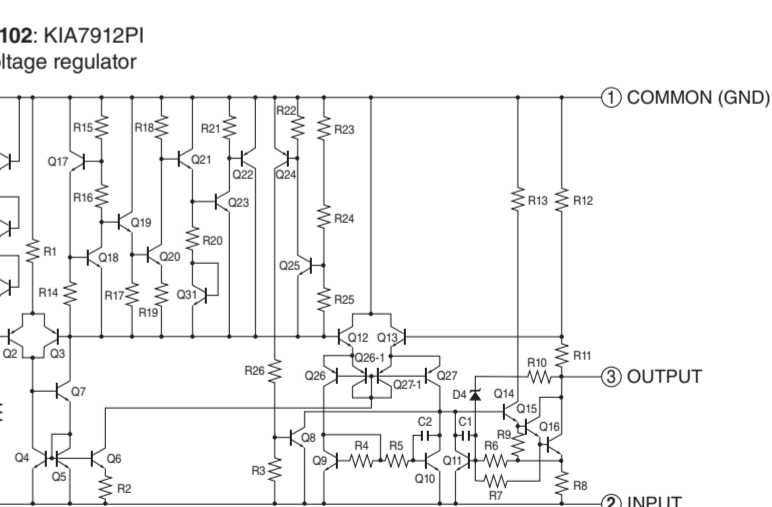 102: KIA7912PI
oltage regulator
1 COMMON (GND)
R15
R18
R21
R22
R23
Q17
Q21
Q22
Q24
R16
R13
R12
Q23
Q19
R24
R1
R20
Q18
Q20
Q25
R14
R17
Q31
R25
R19
Q2
Q3
Q12
Q13
Q26-1
R11
R10
R26
Q26
Q27
3 OUTPUT
Q27-1
Q7
D4
Q14
Q15
C2
C1
Q16
Q8
R9
R4
R5
R6
Q4
Q6
Q9
Q11
R3
Q5
Q10
R2
R7
R8
2 INPUT